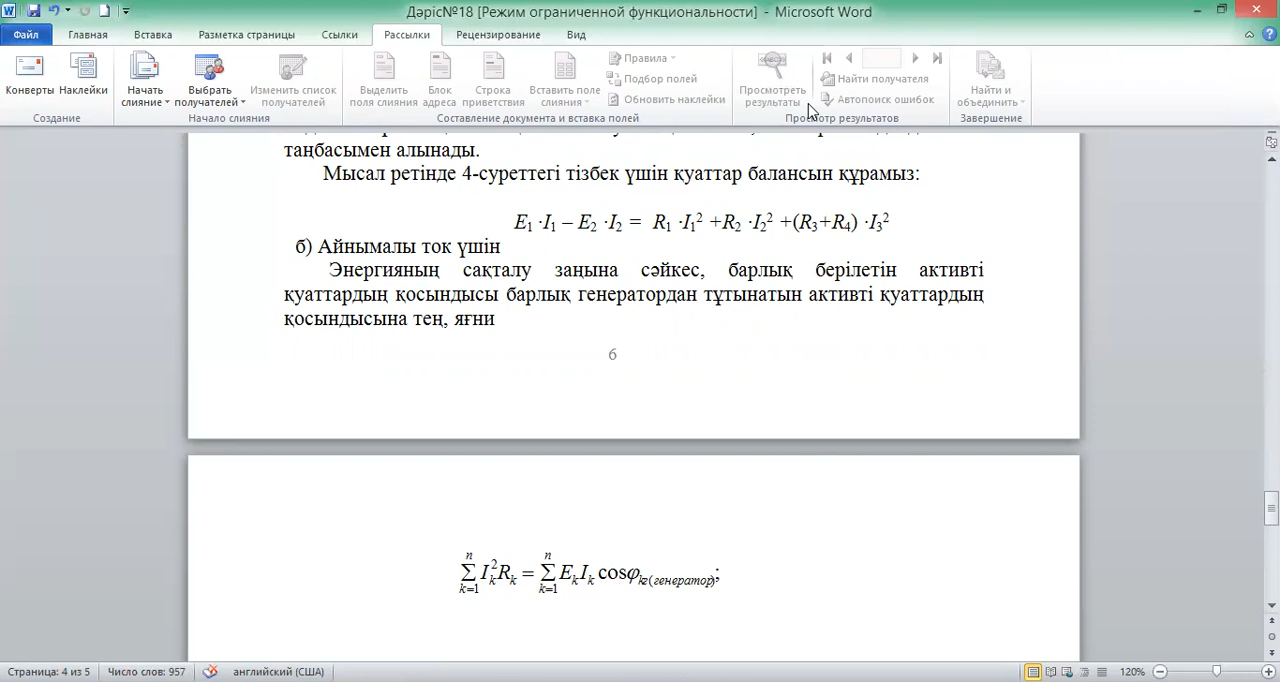 Дәріс№18 [Режим ограниченной функциональности] - Microsoft Word
Файл Главная Вставка Разметка страницы Ссылки Рассылки Рецензирование Вид
Конверты Наклейки Начать слияние Выбрать получателей Изменить список получателей Выделить поля слияния Блок адреса Строка приветствия Вставить поле слияния Правила Подбор полей Обновить наклейки Просмотреть результаты Найти получателя Автопоиск ошибок Найти и объединить
Создание Начало слияния Составление документа и вставка полей Просмотр результатов Завершение
таңбасымен алынады.
Мысал ретінде 4-суреттегі тізбек үшін қуаттар балансын құрамыз:
E₁ ·I₁ – E₂ ·I₂ = R₁ ·I₁² +R₂ ·I₂² +(R₃+R₄) ·I₃²
б) Айнымалы ток үшін
Энергияның сақталу заңына сәйкес, барлық берілетін активті
қуаттардың қосындысы барлық генератордан тұтынатын активті қуаттардың
қосындысына тең, яғни
6
∑ₖ₌₁ⁿ Iₖ²Rₖ = ∑ₖ₌₁ⁿ EₖIₖ cosφₖг(генератор);
Страница: 4 из 5 Число слов: 957 английский (США) 120%